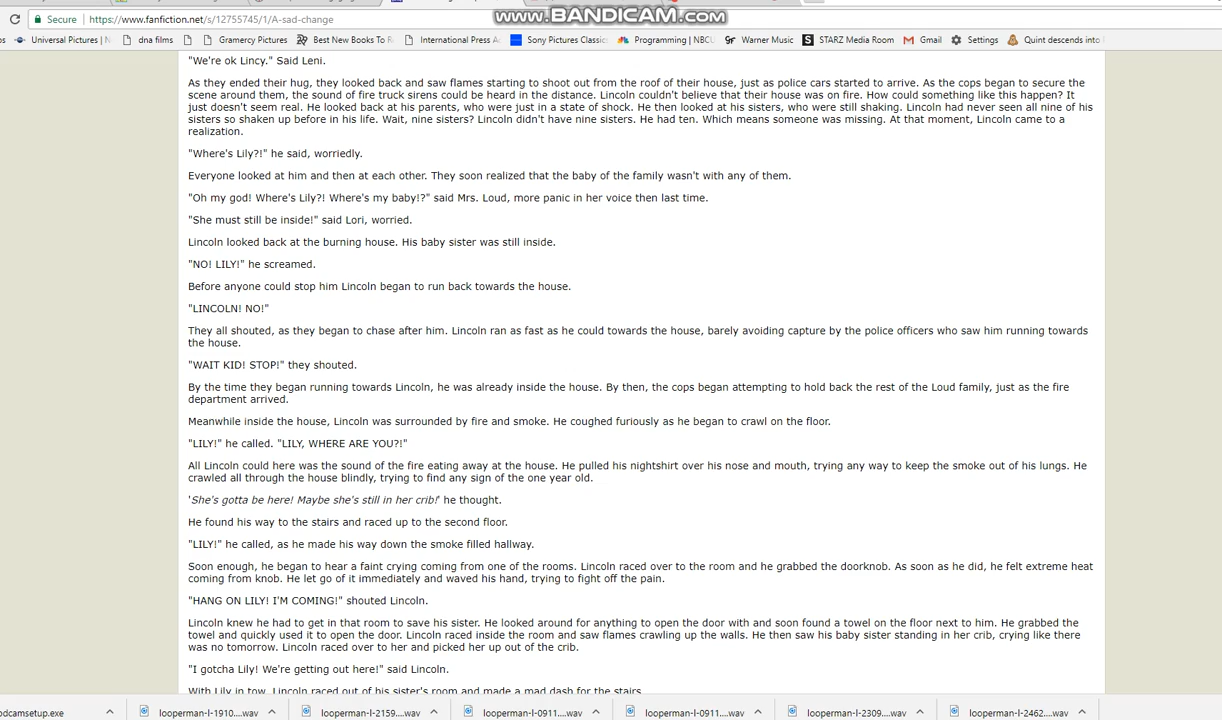 www.BANDICAM.com
Secure | https://www.fanfiction.net/s/12755745/1/A-sad-change
Universal Pictures | N dna films Gramercy Pictures Best New Books To R International Press A Sony Pictures Classic Programming | NBCU Warner Music STARZ Media Room Gmail Settings Quint descends into
"We're ok Lincy." Said Leni.
As they ended their hug, they looked back and saw flames starting to shoot out from the roof of their house, just as police cars started to arrive. As the cops began to secure the
scene around them, the sound of fire truck sirens could be heard in the distance. Lincoln couldn't believe that their house was on fire. How could something like this happen? It
just doesn't seem real. He looked back at his parents, who were just in a state of shock. He then looked at his sisters, who were still shaking. Lincoln had never seen all nine of his
sisters so shaken up before in his life. Wait, nine sisters? Lincoln didn't have nine sisters. He had ten. Which means someone was missing. At that moment, Lincoln came to a
realization.
"Where's Lily?!" he said, worriedly.
Everyone looked at him and then at each other. They soon realized that the baby of the family wasn't with any of them.
"Oh my god! Where's Lily?! Where's my baby!?" said Mrs. Loud, more panic in her voice then last time.
"She must still be inside!" said Lori, worried.
Lincoln looked back at the burning house. His baby sister was still inside.
"NO! LILY!" he screamed.
Before anyone could stop him Lincoln began to run back towards the house.
"LINCOLN! NO!"
They all shouted, as they began to chase after him. Lincoln ran as fast as he could towards the house, barely avoiding capture by the police officers who saw him running towards
the house.
"WAIT KID! STOP!" they shouted.
By the time they began running towards Lincoln, he was already inside the house. By then, the cops began attempting to hold back the rest of the Loud family, just as the fire
department arrived.
Meanwhile inside the house, Lincoln was surrounded by fire and smoke. He coughed furiously as he began to crawl on the floor.
"LILY!" he called. "LILY, WHERE ARE YOU?!"
All Lincoln could here was the sound of the fire eating away at the house. He pulled his nightshirt over his nose and mouth, trying any way to keep the smoke out of his lungs. He
crawled all through the house blindly, trying to find any sign of the one year old.
'She's gotta be here! Maybe she's still in her crib!' he thought.
He found his way to the stairs and raced up to the second floor.
"LILY!" he called, as he made his way down the smoke filled hallway.
Soon enough, he began to hear a faint crying coming from one of the rooms. Lincoln raced over to the room and he grabbed the doorknob. As soon as he did, he felt extreme heat
coming from knob. He let go of it immediately and waved his hand, trying to fight off the pain.
"HANG ON LILY! I'M COMING!" shouted Lincoln.
Lincoln knew he had to get in that room to save his sister. He looked around for anything to open the door with and soon found a towel on the floor next to him. He grabbed the
towel and quickly used it to open the door. Lincoln raced inside the room and saw flames crawling up the walls. He then saw his baby sister standing in her crib, crying like there
was no tomorrow. Lincoln raced over to her and picked her up out of the crib.
"I gotcha Lily! We're getting out here!" said Lincoln.
With Lily in tow, Lincoln raced out of his sister's room and made a mad dash for the stairs
odcamsetup.exe looperman-l-1910....wav looperman-l-2159....wav looperman-l-0911....wav looperman-l-0911....wav looperman-l-2309....wav looperman-l-2462....wav